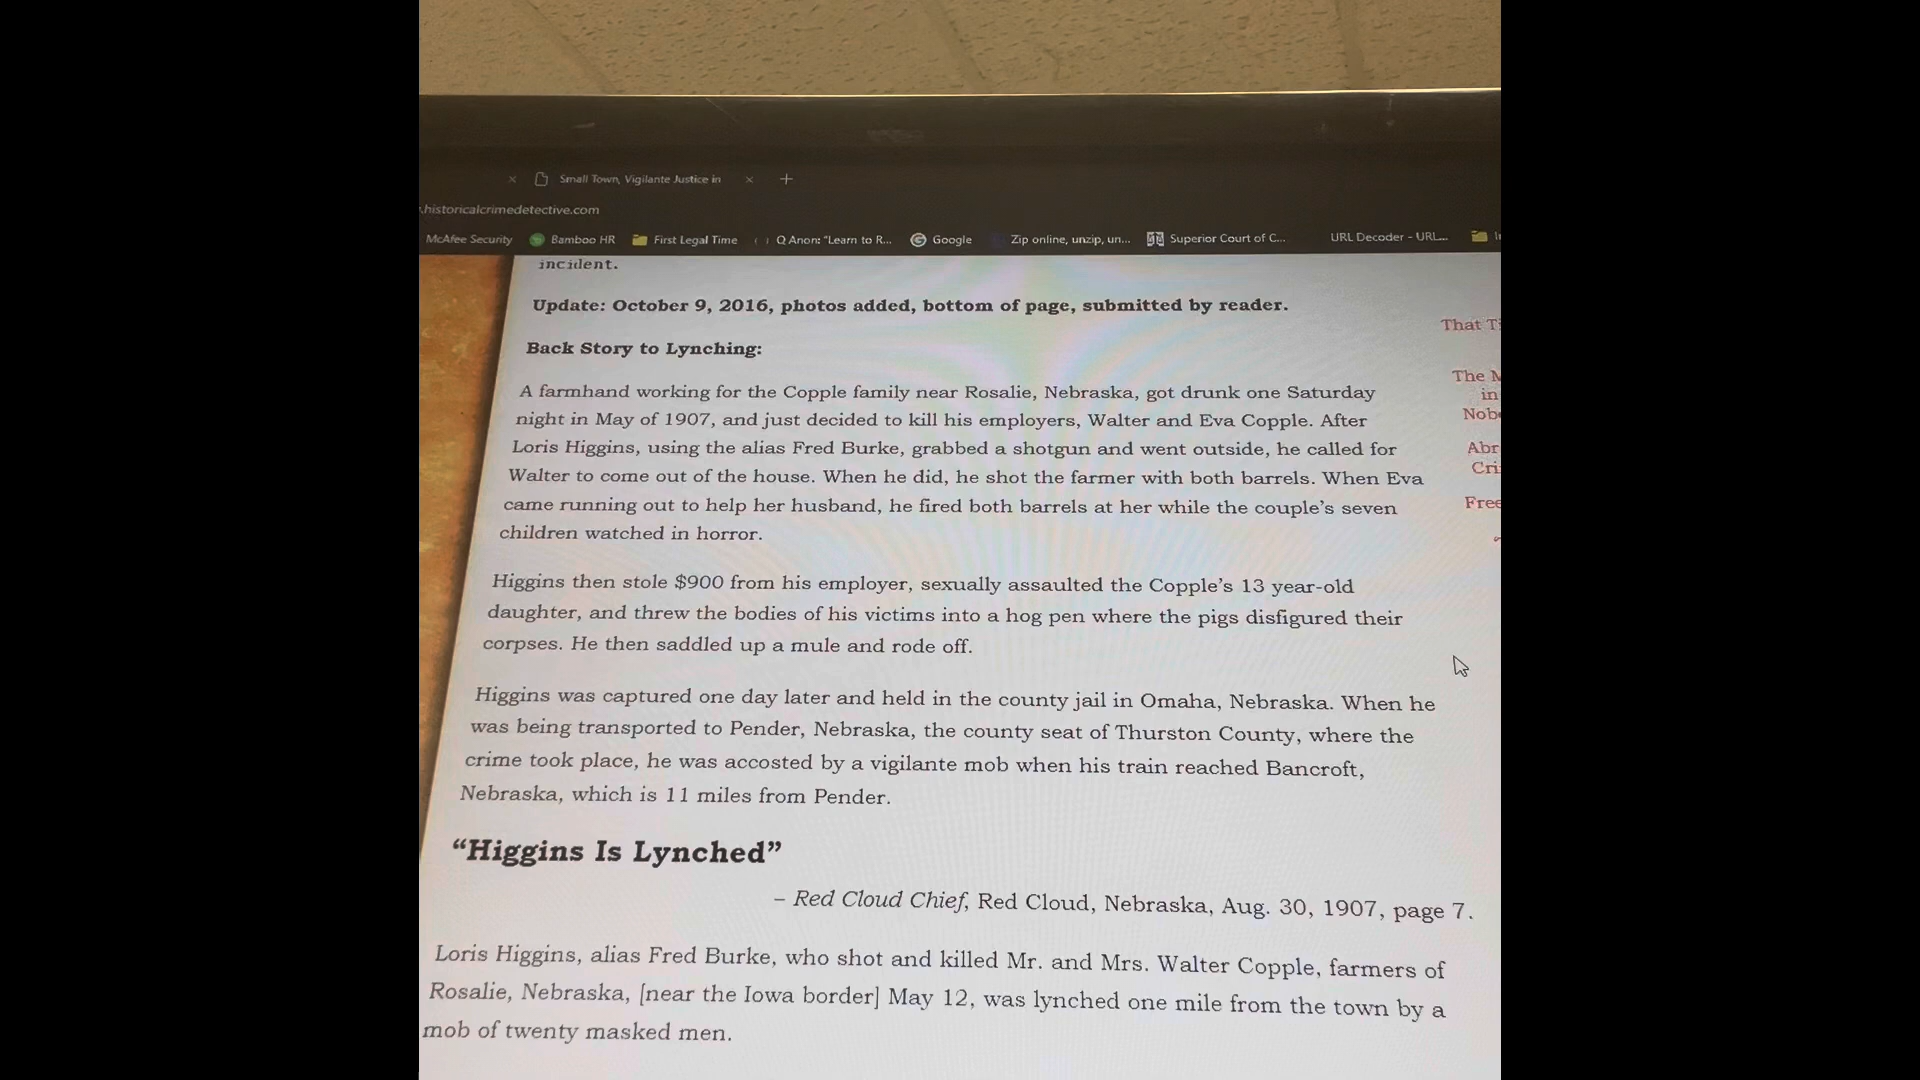 Small Town, Vigilante Justice in
historicalcrimedetective.com
McAfee Security Bamboo HR First Legal Time Q Anon: "Learn to R... Google Zip online, unzip, un... Superior Court of C... URL Decoder - URL...
incident.
Update: October 9, 2016, photos added, bottom of page, submitted by reader.
That
Back Story to Lynching:
The
A farmhand working for the Copple family near Rosalie, Nebraska, got drunk one Saturday
in
night in May of 1907, and just decided to kill his employers, Walter and Eva Copple. After
Loris Higgins, using the alias Fred Burke, grabbed a shotgun and went outside, he called for
Walter to come out of the house. When he did, he shot the farmer with both barrels. When Eva
came running out to help her husband, he fired both barrels at her while the couple's seven
Free
children watched in horror.
Higgins then stole $900 from his employer, sexually assaulted the Copple's 13 year-old
daughter, and threw the bodies of his victims into a hog pen where the pigs disfigured their
corpses. He then saddled up a mule and rode off.
Higgins was captured one day later and held in the county jail in Omaha, Nebraska. When he
was being transported to Pender, Nebraska, the county seat of Thurston County, where the
crime took place, he was accosted by a vigilante mob when his train reached Bancroft,
Nebraska, which is 11 miles from Pender.
“Higgins Is Lynched”
– Red Cloud Chief, Red Cloud, Nebraska, Aug. 30, 1907, page 7.
Loris Higgins, alias Fred Burke, who shot and killed Mr. and Mrs. Walter Copple, farmers of
Rosalie, Nebraska, [near the Iowa border] May 12, was lynched one mile from the town by a
mob of twenty masked men.